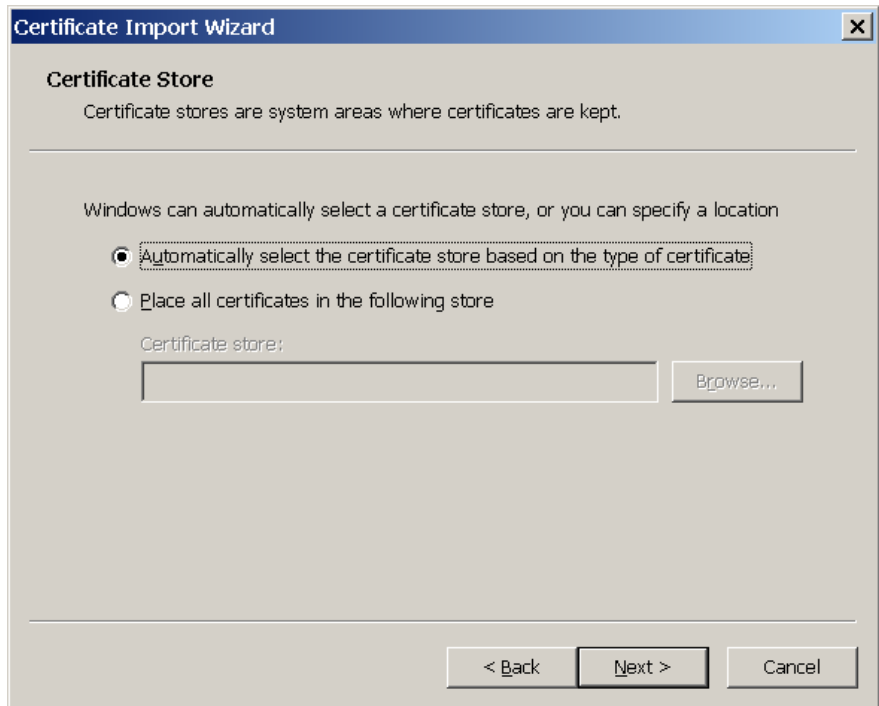 Certificate Import Wizard
Certificate Store
Certificate stores are system areas where certificates are kept.
Windows can automatically select a certificate store, or you can specify a location
Automatically select the certificate store based on the type of certificate
Place all certificates in the following store
Certificate store:
Browse...
< Back Next > Cancel